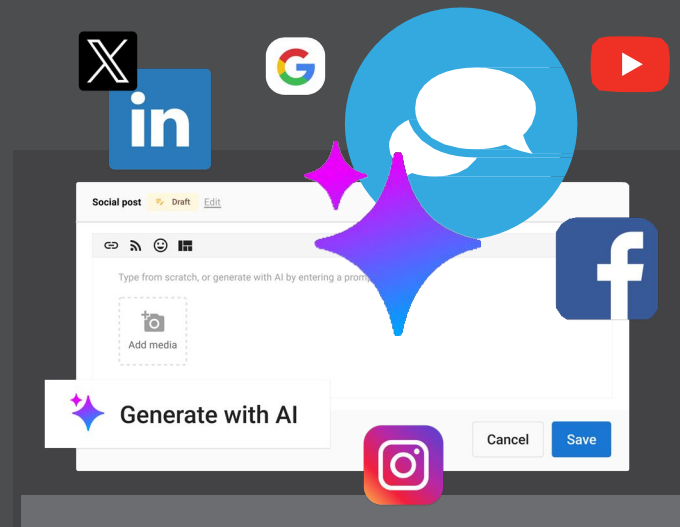 in
Social post Draft Edit
Type from scratch, or generate with AI by entering a prom
Add media
Generate with AI
Cancel Save